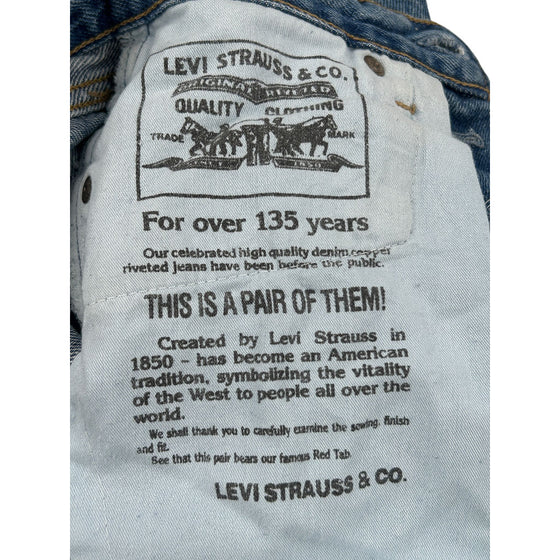 LEVI STRAUSS & CO.
ORIGINAL RIVETED
QUALITY CLOTHING
TRADE MARK
For over 135 years
Our celebrated high quality denim copper
riveted jeans have been before the public.
THIS IS A PAIR OF THEM!
Created by Levi Strauss in
1850 - has become an American
tradition, symbolizing the vitality
of the West to people all over the
world.
We shall thank you to carefully examine the sewing, finish
and fit.
See that this pair bears our famous Red Tab.
LEVI STRAUSS & CO.